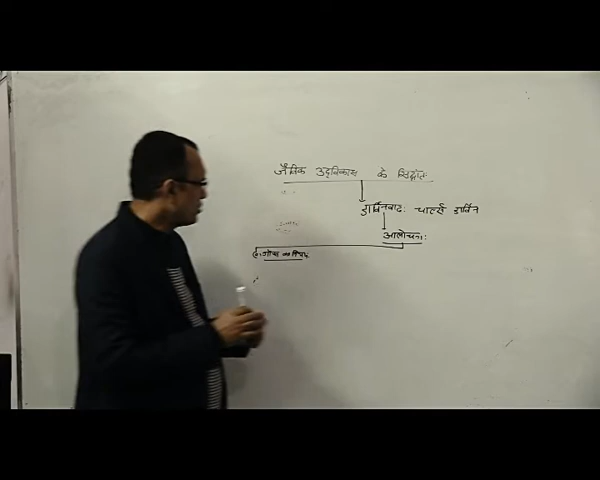 जैविक उद्विकास के सिद्धांत:
डार्विनवाद: चार्ल्स डार्विन
आलोचना: